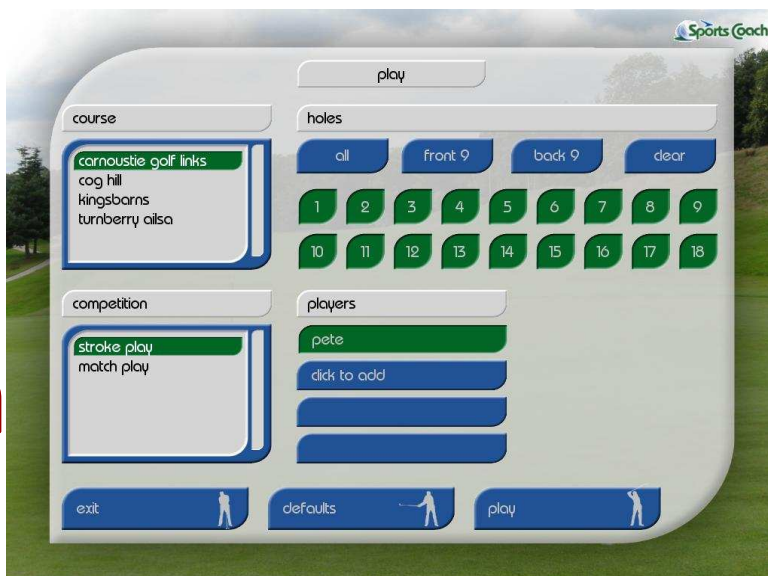 Sports Coach
play
course
holes
carnoustie golf links
cog hill
kingsbarns
turnberry ailsa
all
front 9
back 9
clear
1 2 3 4 5 6 7 8 9
10 11 12 13 14 15 16 17 18
competition
players
stroke play
match play
pete
click to add
exit
defaults
play